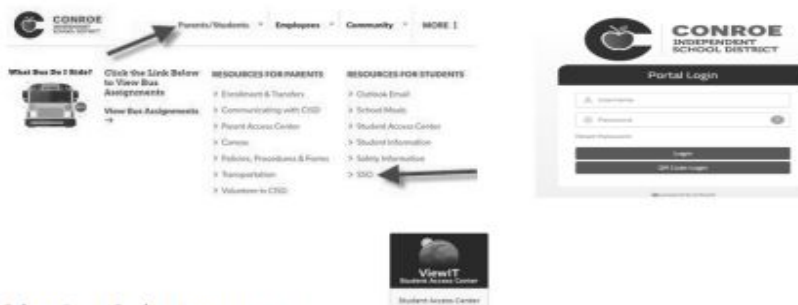 CONROE
INDEPENDENT
SCHOOL DISTRICT
Parents/Students
Employees
Community
MORE
What Bus Do I Ride?
Click the Link Below
to View Bus
Assignments
View Bus Assignments
→
RESOURCES FOR PARENTS
> Enrollment & Transfers
> Communicating with CISD
> Parent Access Center
> Canvas
> Policies, Procedures & Forms
> Transportation
> Volunteer in CISD
RESOURCES FOR STUDENTS
> Outlook Email
> School Meals
> Student Access Center
> Student Information
> Safety Information
> SSO
CONROE
INDEPENDENT
SCHOOL DISTRICT
Portal Login
Username
Password
Login
QR Code Login
ViewIT
Student Access Center
Student Access Center